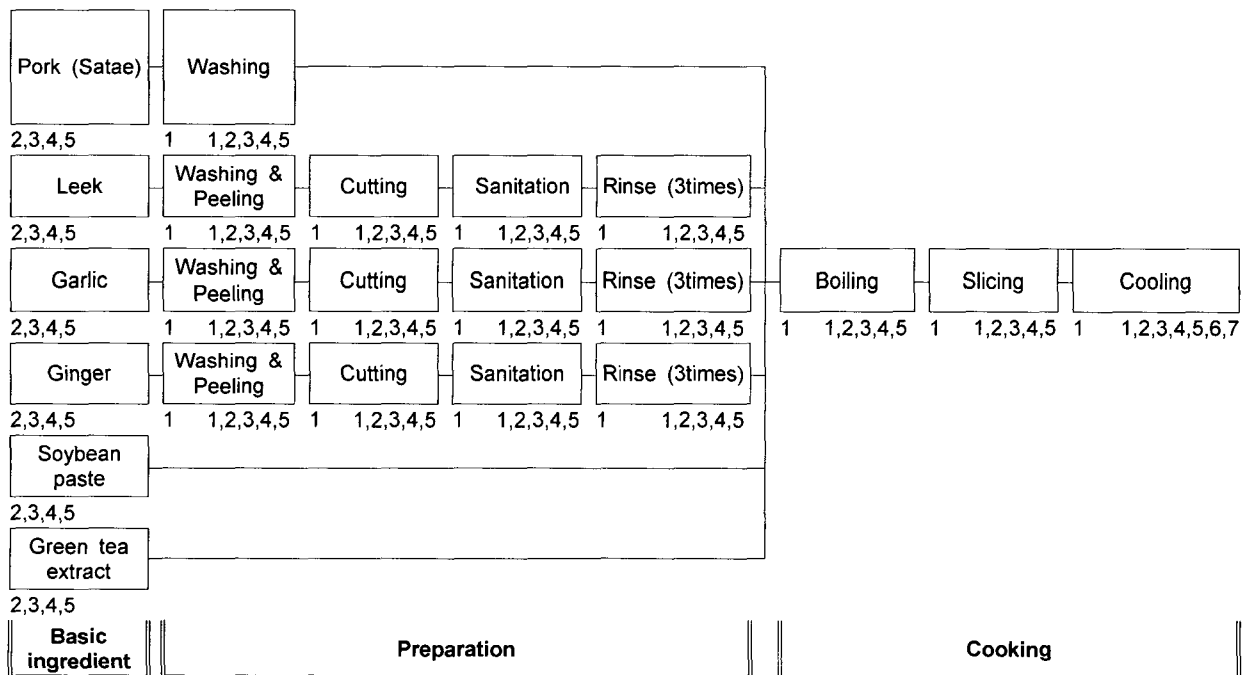 Pork (Satae) Washing
2,3,4,5 1 1,2,3,4,5
Leek Washing & Peeling Cutting Sanitation Rinse (3times)
2,3,4,5 1 1,2,3,4,5 1 1,2,3,4,5 1 1,2,3,4,5 1 1,2,3,4,5
Garlic Washing & Peeling Cutting Sanitation Rinse (3times) Boiling Slicing Cooling
2,3,4,5 1 1,2,3,4,5 1 1,2,3,4,5 1 1,2,3,4,5 1 1,2,3,4,5 1 1,2,3,4,5 1 1,2,3,4,5 1 1,2,3,4,5,6,7
Ginger Washing & Peeling Cutting Sanitation Rinse (3times)
2,3,4,5 1 1,2,3,4,5 1 1,2,3,4,5 1 1,2,3,4,5 1 1,2,3,4,5
Soybean
paste
2,3,4,5
Green tea
extract
2,3,4,5
Basic ingredient Preparation Cooking